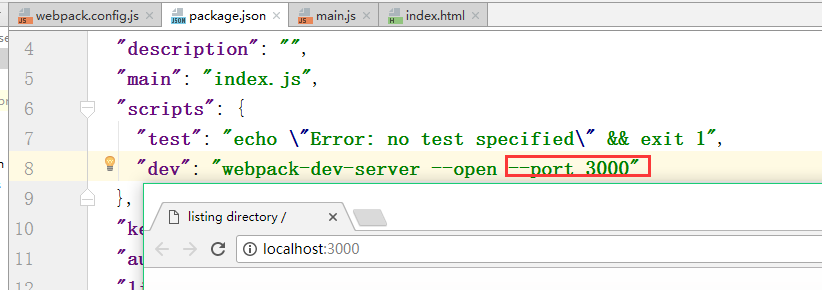 webpack.config.js package.json main.js index.html
4 "description": "",
5 "main": "index.js",
6 "scripts": {
7 "test": "echo \"Error: no test specified\" && exit 1",
8 "dev": "webpack-dev-server --open --port 3000"
9 },
listing directory /
10 "ke
localhost:3000
11 "au
12 "li